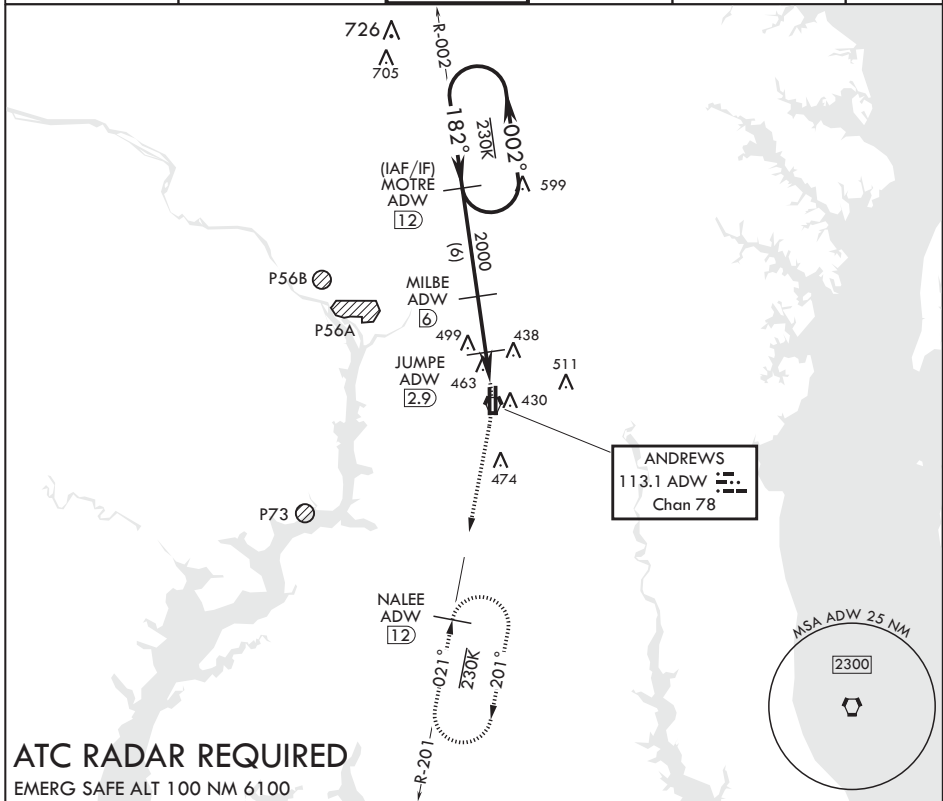 726
705
R-002
182°
230K
002°
(IAF/IF)
MOTRE
ADW
12
599
2000
(6)
P56B
P56A
MILBE
ADW
6
499
438
JUMPE
ADW
2.9
463
511
430
ANDREWS
113.1 ADW
Chan 78
474
P73
NALEE
ADW
12
021°
230K
201°
R-201
MSA ADW 25 NM
2300
ATC RADAR REQUIRED
EMERG SAFE ALT 100 NM 6100